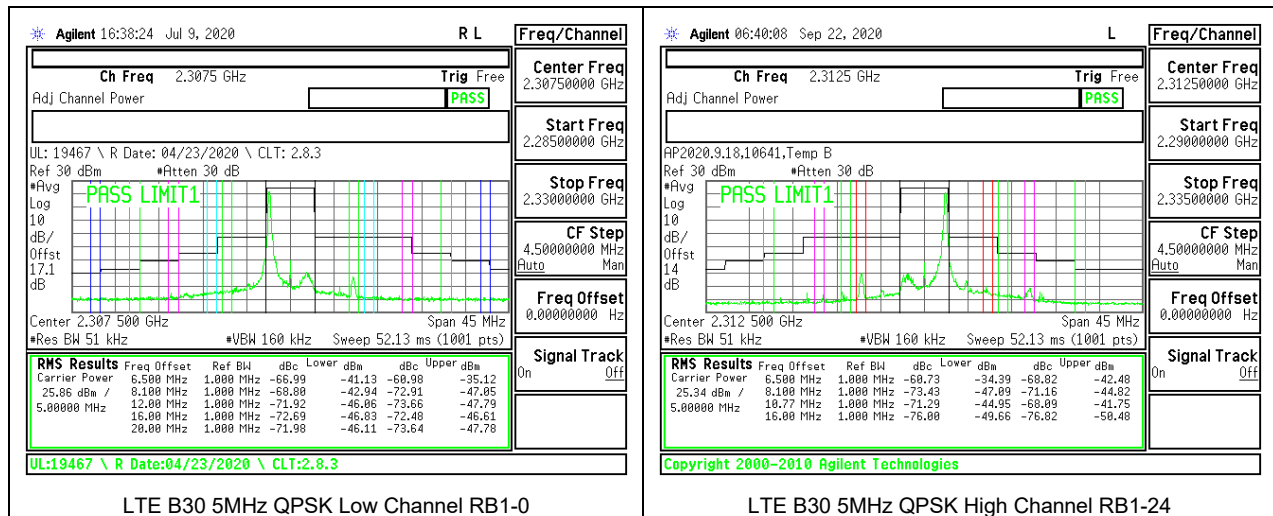 Agilent 16:38:24 Jul 9, 2020 R L
Freq/Channel
Ch Freq 2.3075 GHz Trig Free
Adj Channel Power
PASS
UL: 19467 \ R Date: 04/23/2020 \ CLT: 2.8.3
Ref 30 dBm #Atten 30 dB
#Avg
Log
10
dB/
Offst
17.1
dB
PASS LIMIT1
Center 2.307 500 GHz Span 45 MHz
#Res BW 51 kHz #VBW 160 kHz Sweep 52.13 ms (1001 pts)
RMS Results Freq Offset Ref BW dBc Lower dBm dBc Upper dBm
Carrier Power 6.500 MHz 1.000 MHz -66.99 -41.13 -60.98 -35.12
25.86 dBm / 8.100 MHz 1.000 MHz -68.80 -42.94 -72.91 -47.05
5.00000 MHz 12.00 MHz 1.000 MHz -71.92 -46.06 -73.66 -47.79
16.00 MHz 1.000 MHz -72.69 -46.83 -72.48 -46.61
20.00 MHz 1.000 MHz -71.98 -46.11 -73.64 -47.78
UL:19467 \ R Date:04/23/2020 \ CLT:2.8.3
Center Freq
2.30750000 GHz
Start Freq
2.28500000 GHz
Stop Freq
2.33000000 GHz
CF Step
4.50000000 MHz
Auto Man
Freq Offset
0.00000000 Hz
Signal Track
On Off
LTE B30 5MHz QPSK Low Channel RB1-0
Agilent 06:40:08 Sep 22, 2020 L
Freq/Channel
Ch Freq 2.3125 GHz Trig Free
Adj Channel Power
PASS
AP2020.9.18,10641,Temp B
Ref 30 dBm #Atten 30 dB
#Avg
Log
10
dB/
Offst
14
dB
PASS LIMIT1
Center 2.312 500 GHz Span 45 MHz
#Res BW 51 kHz #VBW 160 kHz Sweep 52.13 ms (1001 pts)
RMS Results Freq Offset Ref BW dBc Lower dBm dBc Upper dBm
Carrier Power 6.500 MHz 1.000 MHz -60.73 -34.39 -68.82 -42.48
25.34 dBm / 8.100 MHz 1.000 MHz -73.43 -47.09 -71.16 -44.82
5.00000 MHz 10.77 MHz 1.000 MHz -71.29 -44.95 -68.09 -41.75
16.00 MHz 1.000 MHz -76.00 -49.66 -76.82 -50.48
Copyright 2000-2010 Agilent Technologies
Center Freq
2.31250000 GHz
Start Freq
2.29000000 GHz
Stop Freq
2.33500000 GHz
CF Step
4.50000000 MHz
Auto Man
Freq Offset
0.00000000 Hz
Signal Track
On Off
LTE B30 5MHz QPSK High Channel RB1-24